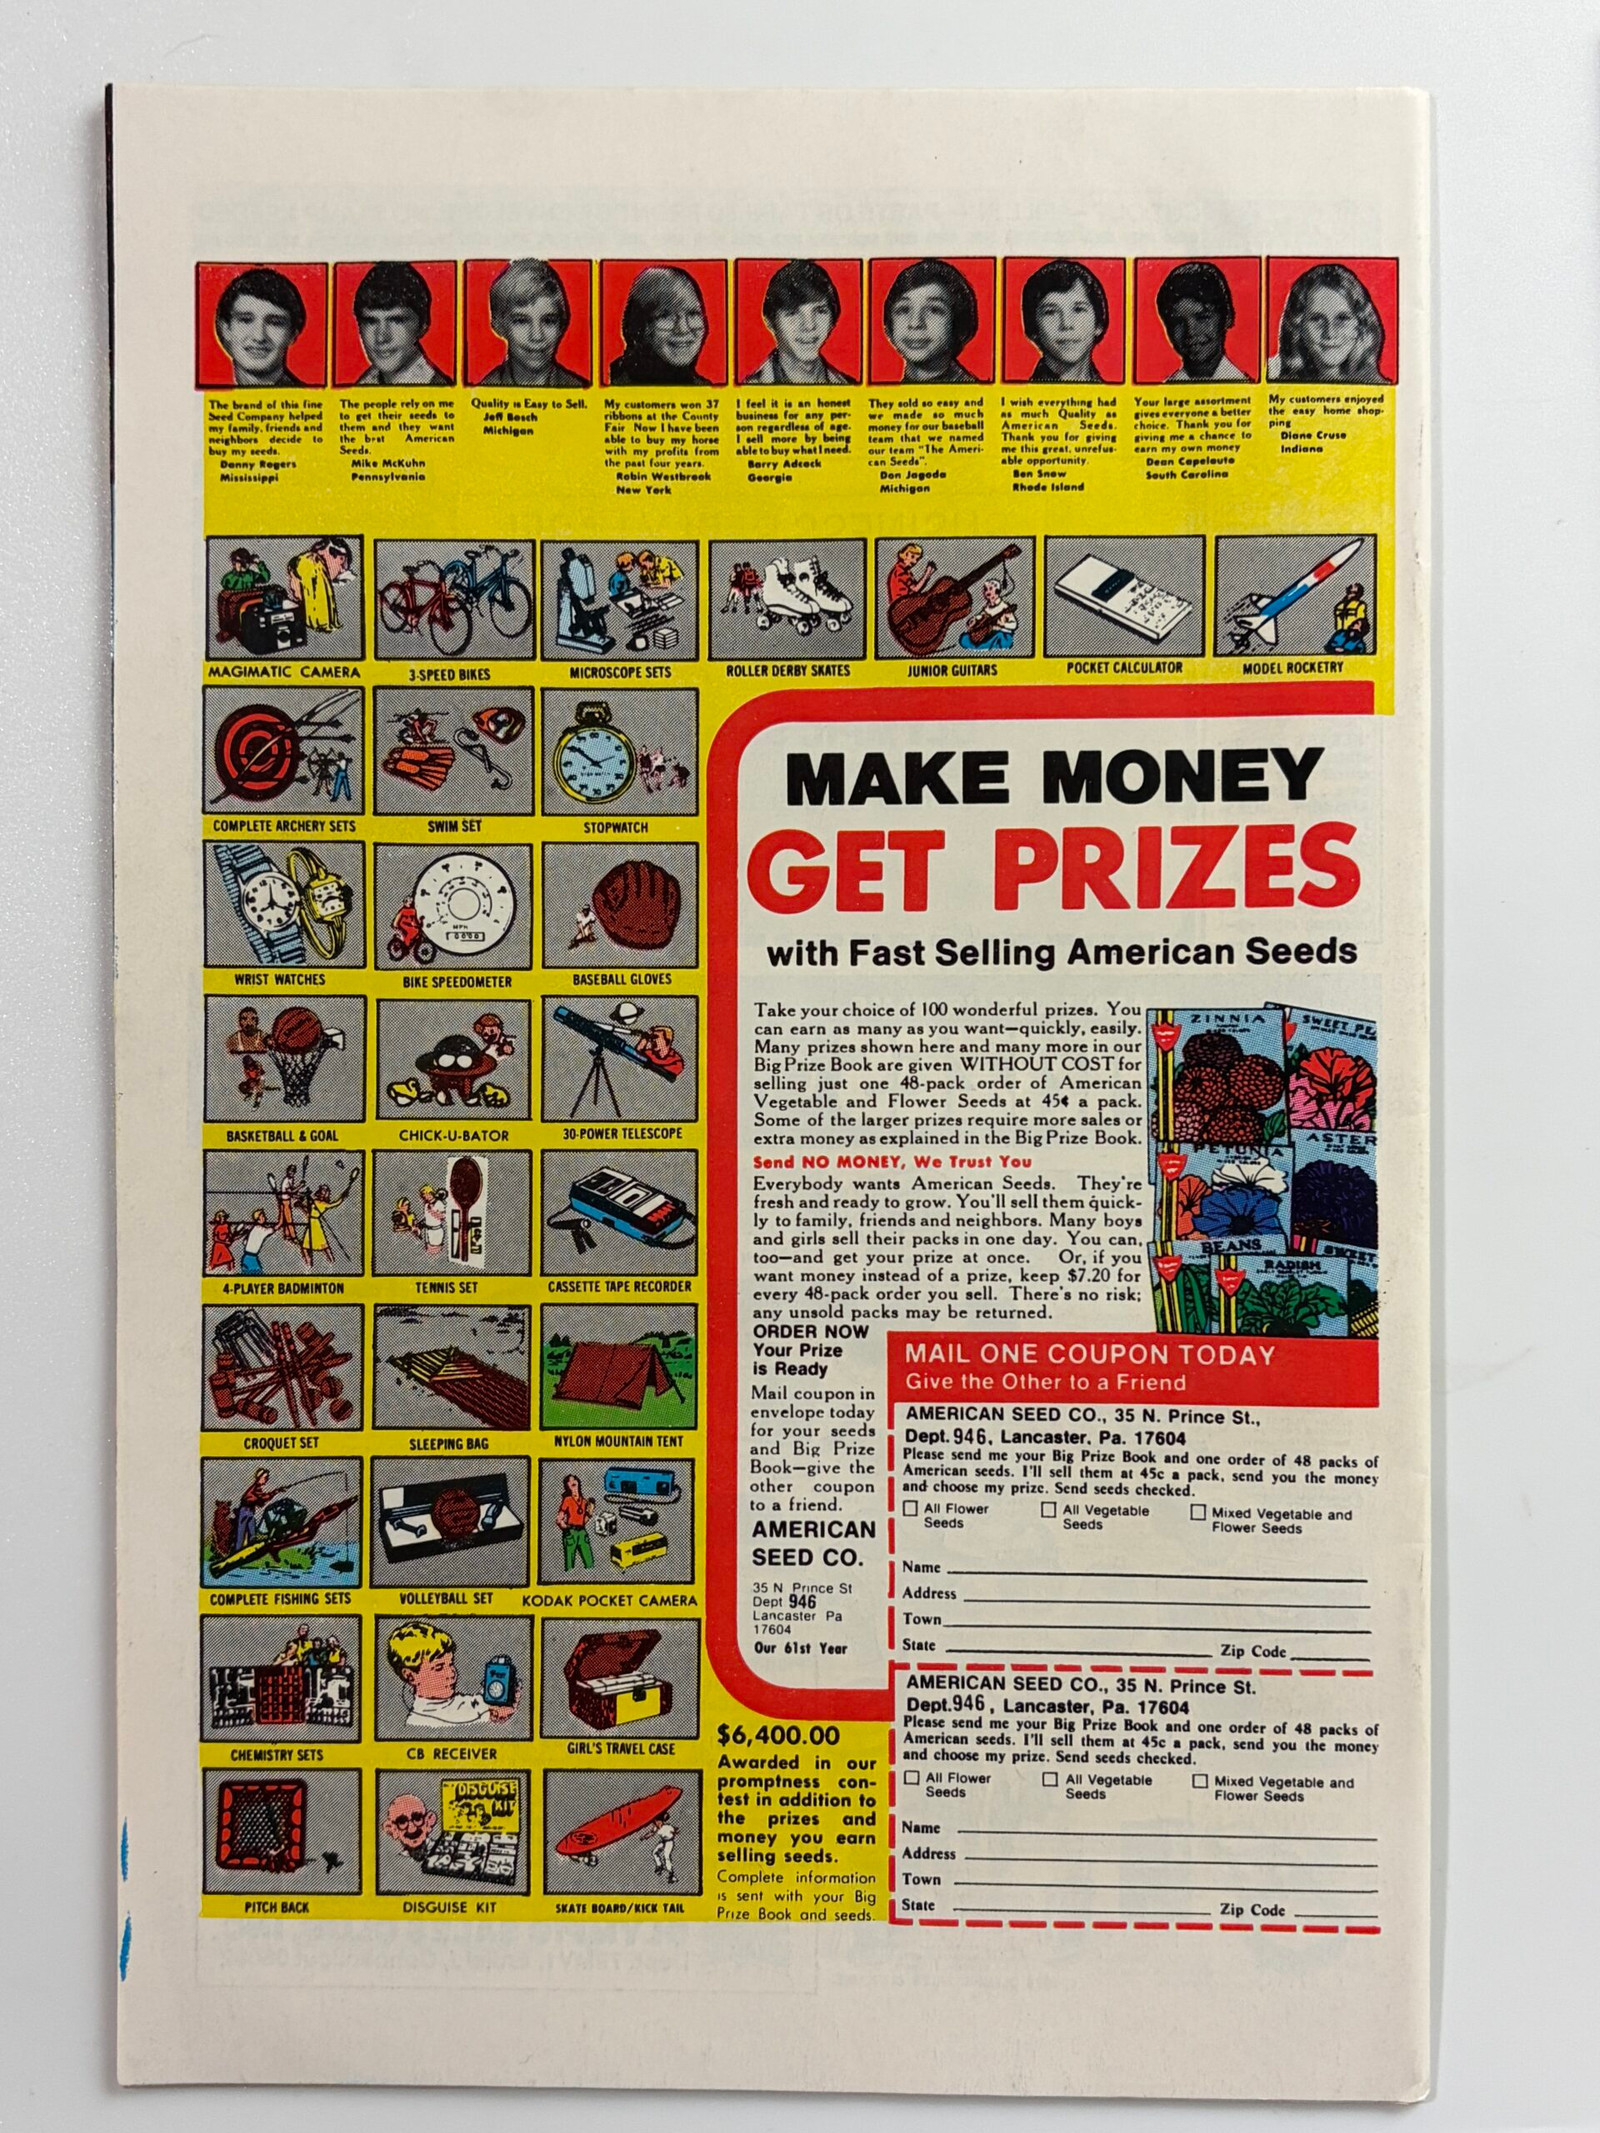 The brand of this fine
Seed Company helped
my family, friends and
neighbors decide to
buy my seeds.
Danny Rogers
Mississippi
The people rely on me
to get their seeds to
them and they want
the best American
Seeds.
Mike McKuhn
Pennsylvania
Quality is Easy to Sell.
Jeff Bosch
Michigan
My customers won 37
ribbons at the County
Fair Now I have been
able to buy my horse
with my profits from
the past four years.
Robin Westbrook
New York
I feel it is an honest
business for any per-
son regardless of age.
I sell more by being
able to buy what I need.
Barry Adcock
Georgia
They sold so easy and
we made so much
money for our baseball
team that we named
our team "The Ameri-
can Seeds".
Don Jagoda
Michigan
I wish everything had
as much Quality as
American Seeds.
Thank you for giving
me this great, unrefus-
able opportunity.
Ben Snow
Rhode Island
Your large assortment
gives everyone a better
choice. Thank you for
giving me a chance to
earn my own money
Dean Capelouto
South Carolina
My customers enjoyed
the easy home shop-
ping
Diane Cruse
Indiana
MAGIMATIC CAMERA
3-SPEED BIKES
MICROSCOPE SETS
ROLLER DERBY SKATES
JUNIOR GUITARS
POCKET CALCULATOR
MODEL ROCKETRY
COMPLETE ARCHERY SETS
SWIM SET
STOPWATCH
MPH
WRIST WATCHES
BIKE SPEEDOMETER
BASEBALL GLOVES
BASKETBALL & GOAL
CHICK-U-BATOR
30-POWER TELESCOPE
4-PLAYER BADMINTON
TENNIS SET
CASSETTE TAPE RECORDER
CROQUET SET
SLEEPING BAG
NYLON MOUNTAIN TENT
COMPLETE FISHING SETS
VOLLEYBALL SET
KODAK POCKET CAMERA
CHEMISTRY SETS
CB RECEIVER
GIRL'S TRAVEL CASE
DISGUISE
KIT
PITCH BACK
DISGUISE KIT
SKATE BOARD/KICK TAIL
MAKE MONEY
GET PRIZES
with Fast Selling American Seeds
Take your choice of 100 wonderful prizes. You
can earn as many as you want—quickly, easily.
Many prizes shown here and many more in our
Big Prize Book are given WITHOUT COST for
selling just one 48-pack order of American
Vegetable and Flower Seeds at 45¢ a pack.
Some of the larger prizes require more sales or
extra money as explained in the Big Prize Book.
Send NO MONEY, We Trust You
Everybody wants American Seeds. They're
fresh and ready to grow. You'll sell them quick-
ly to family, friends and neighbors. Many boys
and girls sell their packs in one day. You can,
too—and get your prize at once. Or, if you
want money instead of a prize, keep $7.20 for
every 48-pack order you sell. There's no risk;
any unsold packs may be returned.
ZINNIA
SWEET PE
PETUNIA
ASTER
BEANS
RADISH
SWEET
ORDER NOW
Your Prize
is Ready
Mail coupon in
envelope today
for your seeds
and Big Prize
Book—give the
other coupon
to a friend.
AMERICAN
SEED CO.
35 N Prince St
Dept 946
Lancaster Pa
17604
Our 61st Year
MAIL ONE COUPON TODAY
Give the Other to a Friend
AMERICAN SEED CO., 35 N. Prince St.,
Dept. 946, Lancaster, Pa. 17604
Please send me your Big Prize Book and one order of 48 packs of
American seeds. I'll sell them at 45c a pack, send you the money
and choose my prize. Send seeds checked.
All Flower Seeds
All Vegetable Seeds
Mixed Vegetable and Flower Seeds
Name
Address
Town
State Zip Code
AMERICAN SEED CO., 35 N. Prince St.
Dept. 946, Lancaster, Pa. 17604
Please send me your Big Prize Book and one order of 48 packs of
American seeds. I'll sell them at 45c a pack, send you the money
and choose my prize. Send seeds checked.
All Flower Seeds
All Vegetable Seeds
Mixed Vegetable and Flower Seeds
Name
Address
Town
State Zip Code
$6,400.00
Awarded in our
promptness con-
test in addition to
the prizes and
money you earn
selling seeds.
Complete information
is sent with your Big
Prize Book and seeds.